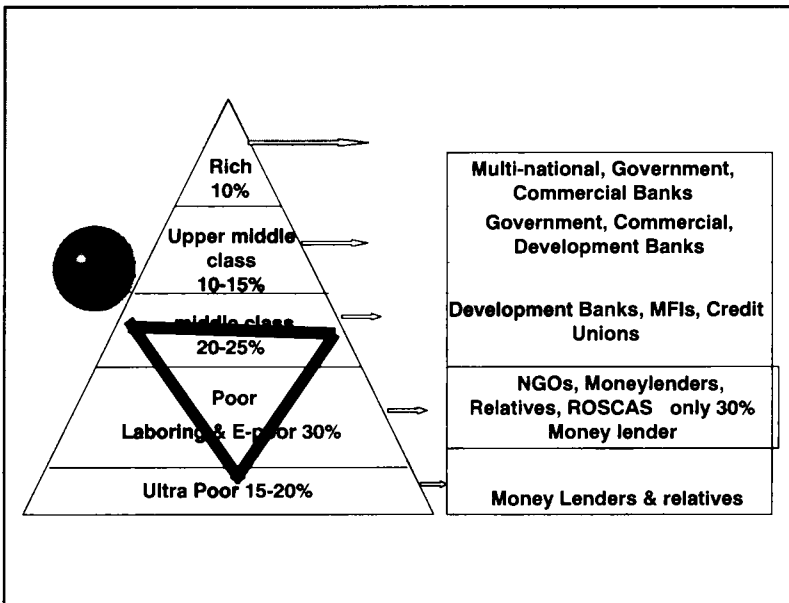 Rich
10%
Upper middle
class
10-15%
middle class
20-25%
Poor
Laboring & E-poor 30%
Ultra Poor 15-20%
Multi-national, Government,
Commercial Banks
Government, Commercial,
Development Banks
Development Banks, MFIs, Credit
Unions
NGOs, Moneylenders,
Relatives, ROSCAS only 30%
Money lender
Money Lenders & relatives